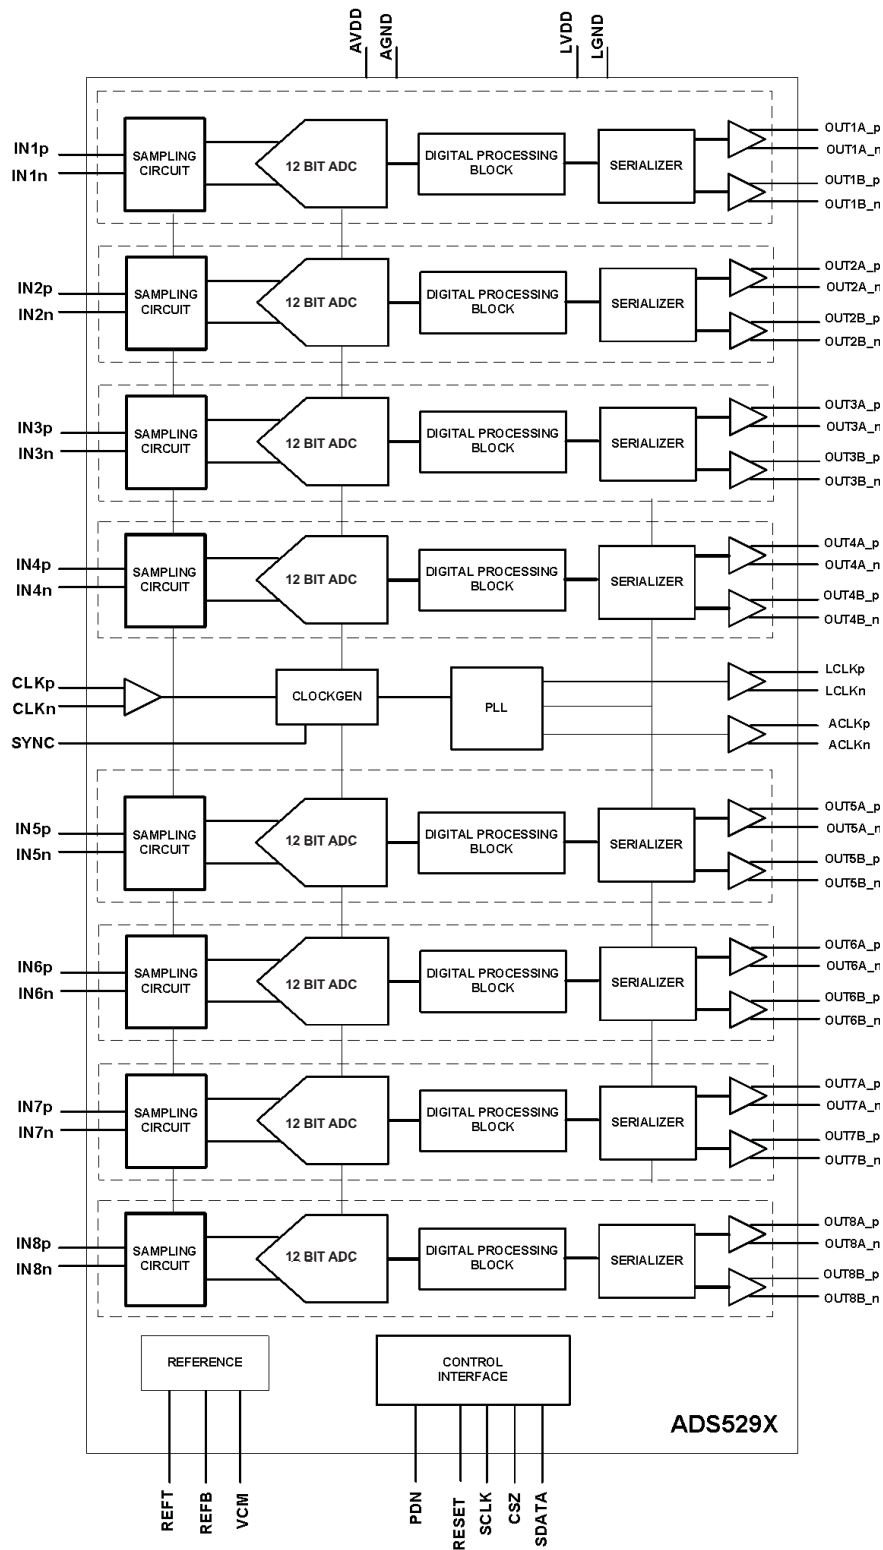 AVDD AGND LVDD LGND
IN1p
IN1n
SAMPLING
CIRCUIT
12 BIT ADC
DIGITAL PROCESSING
BLOCK
SERIALIZER
OUT1A_p
OUT1A_n
OUT1B_p
OUT1B_n
IN2p
IN2n
SAMPLING
CIRCUIT
12 BIT ADC
DIGITAL PROCESSING
BLOCK
SERIALIZER
OUT2A_p
OUT2A_n
OUT2B_p
OUT2B_n
IN3p
IN3n
SAMPLING
CIRCUIT
12 BIT ADC
DIGITAL PROCESSING
BLOCK
SERIALIZER
OUT3A_p
OUT3A_n
OUT3B_p
OUT3B_n
IN4p
IN4n
SAMPLING
CIRCUIT
12 BIT ADC
DIGITAL PROCESSING
BLOCK
SERIALIZER
OUT4A_p
OUT4A_n
OUT4B_p
OUT4B_n
CLKp
CLKn
SYNC
CLOCKGEN
PLL
LCLKp
LCLKn
ACLKp
ACLKn
IN5p
IN5n
SAMPLING
CIRCUIT
12 BIT ADC
DIGITAL PROCESSING
BLOCK
SERIALIZER
OUT5A_p
OUT5A_n
OUT5B_p
OUT5B_n
IN6p
IN6n
SAMPLING
CIRCUIT
12 BIT ADC
DIGITAL PROCESSING
BLOCK
SERIALIZER
OUT6A_p
OUT6A_n
OUT6B_p
OUT6B_n
IN7p
IN7n
SAMPLING
CIRCUIT
12 BIT ADC
DIGITAL PROCESSING
BLOCK
SERIALIZER
OUT7A_p
OUT7A_n
OUT7B_p
OUT7B_n
IN8p
IN8n
SAMPLING
CIRCUIT
12 BIT ADC
DIGITAL PROCESSING
BLOCK
SERIALIZER
OUT8A_p
OUT8A_n
OUT8B_p
OUT8B_n
REFERENCE
CONTROL
INTERFACE
ADS529X
REFT
REFB
VCM
PDN
RESET
SCLK
CSZ
SDATA